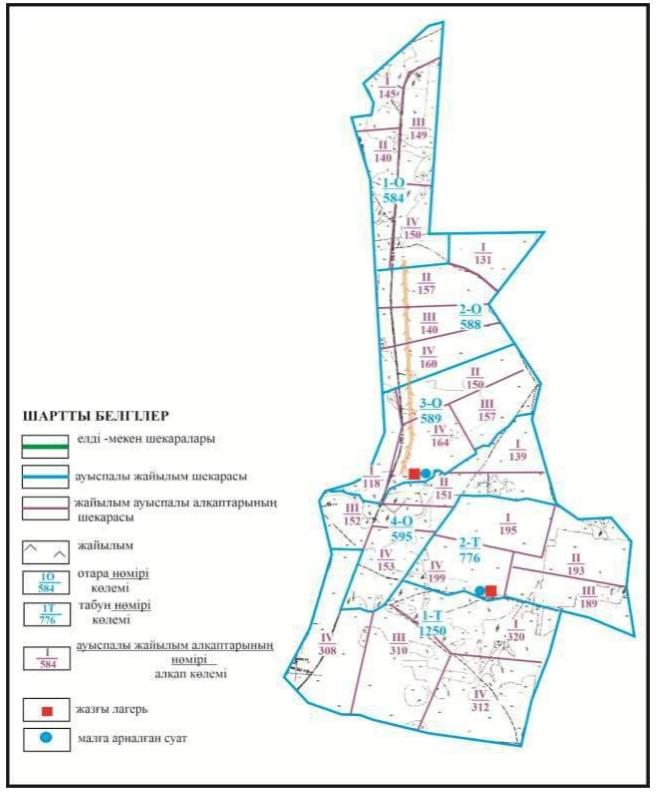 I
145
III
149
II
140
1-О
584
IV
150
I
131
II
157
2-О
588
III
140
IV
160
II
150
3-О
589
III
157
IV
164
I
139
I
118
II
151
III
152
4-О
595
I
195
2-Т
776
II
193
IV
153
IV
199
III
189
1-Т
1250
I
320
IV
308
III
310
IV
312
ШАРТТЫ БЕЛГІЛЕР
елді -мекен шекаралары
ауыспалы жайылым шекарасы
жайылым ауыспалы алқаптарының
шекарасы
жайылым
1О
584
отара нөмірі
көлемі
1Т
776
табун нөмірі
көлемі
I
584
ауыспалы жайылым алқаптарының
нөмірі
алқап көлемі
жазғы лагерь
малға арналған суат